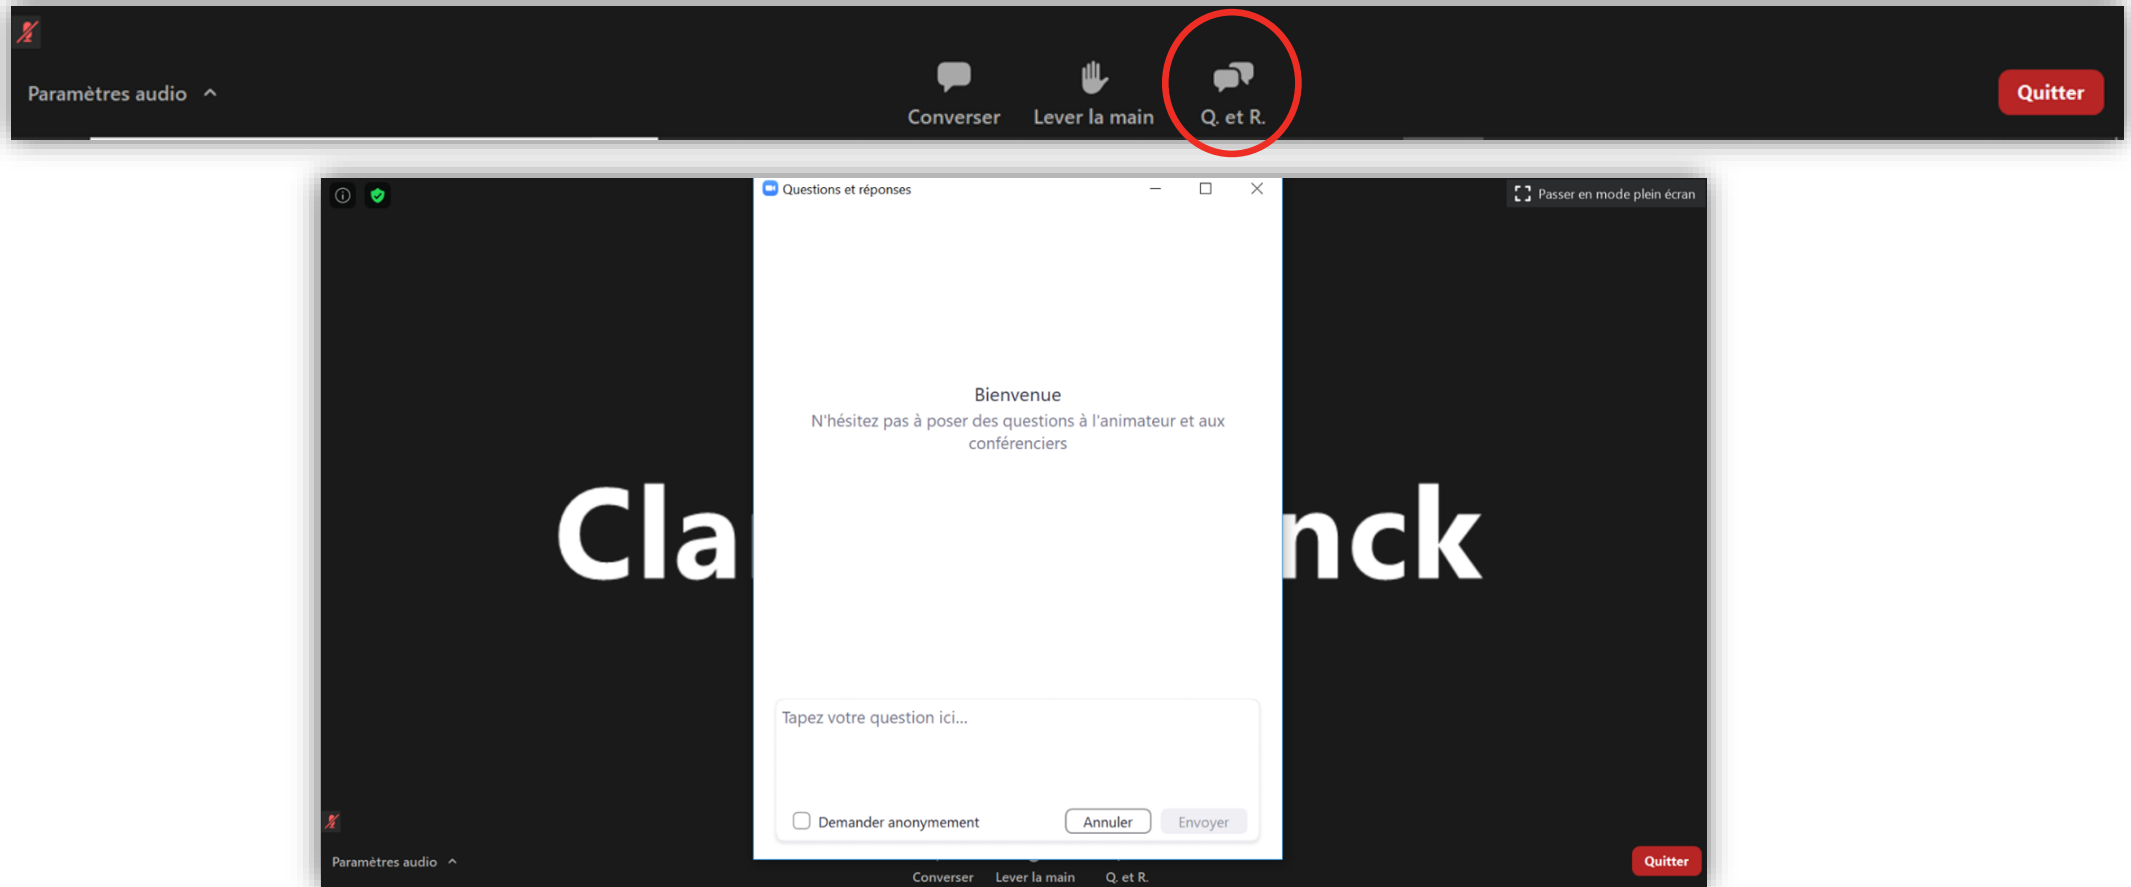 Paramètres audio
Converser
Lever la main
Q. et R.
Quitter
Questions et réponses
Passer en mode plein écran
Bienvenue
N'hésitez pas à poser des questions à l'animateur et aux
conférenciers
Cla
nck
Tapez votre question ici...
Demander anonymement
Annuler
Envoyer
Paramètres audio
Converser
Lever la main
Q. et R.
Quitter